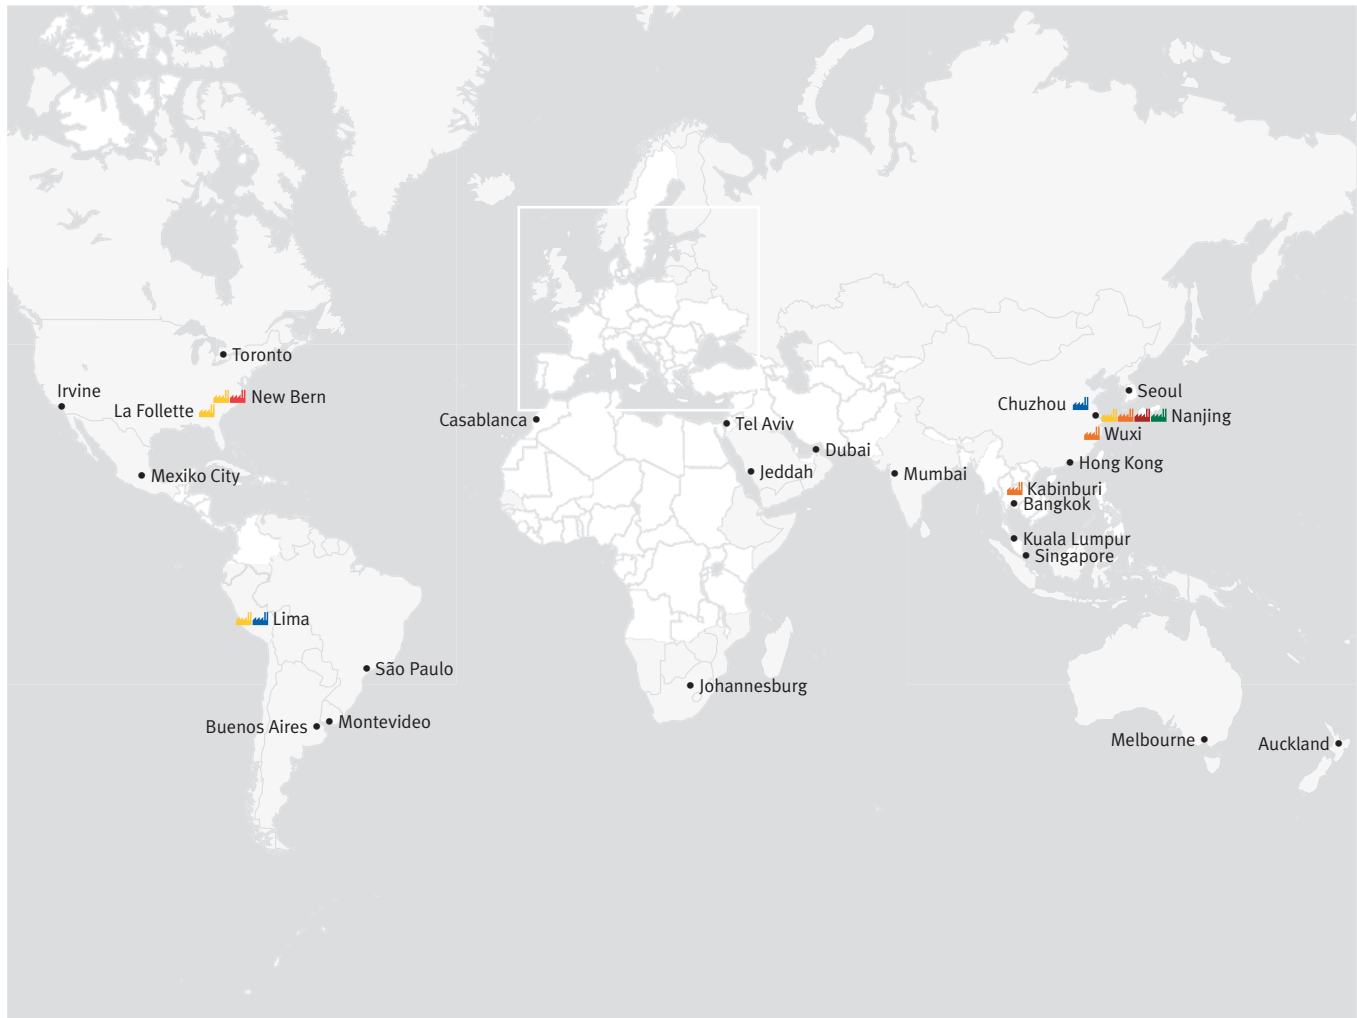 Toronto
Irvine
New Bern
La Follette
Mexiko City
Lima
São Paulo
Buenos Aires
Montevideo
Casablanca
Tel Aviv
Dubai
Jeddah
Mumbai
Johannesburg
Seoul
Chuzhou
Nanjing
Wuxi
Hong Kong
Kabinburi
Bangkok
Kuala Lumpur
Singapore
Melbourne
Auckland